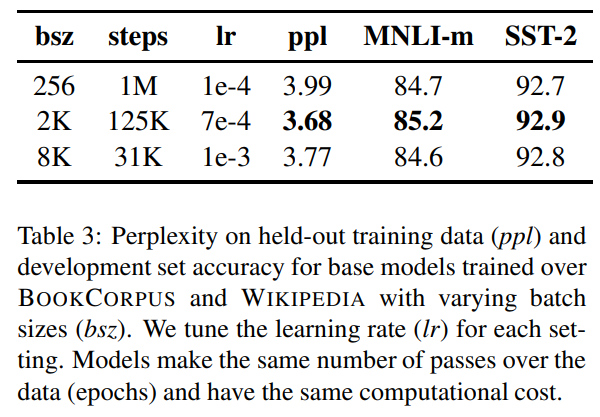 bsz steps lr ppl MNLI-m SST-2
256 1M 1e-4 3.99 84.7 92.7
2K 125K 7e-4 3.68 85.2 92.9
8K 31K 1e-3 3.77 84.6 92.8
Table 3: Perplexity on held-out training data (ppl) and
development set accuracy for base models trained over
BOOKCORPUS and WIKIPEDIA with varying batch
sizes (bsz). We tune the learning rate (lr) for each set-
ting. Models make the same number of passes over the
data (epochs) and have the same computational cost.